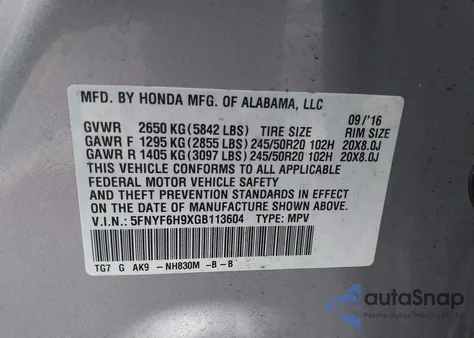 MFD. BY HONDA MFG. OF ALABAMA, LLC 09/'16
GVWR 2650 KG (5842 LBS) TIRE SIZE RIM SIZE
GAWR F 1295 KG (2855 LBS) 245/50R20 102H 20X8.0J
GAWR R 1405 KG (3097 LBS) 245/50R20 102H 20X8.0J
THIS VEHICLE CONFORMS TO ALL APPLICABLE
FEDERAL MOTOR VEHICLE SAFETY
AND THEFT PREVENTION STANDARDS IN EFFECT
ON THE DATE OF MANUFACTURE SHOWN ABOVE.
V.I.N.: 5FNYF6H9XGB113604 TYPE: MPV
TG7 G AK9 -NH830M -B-B
autoSnap